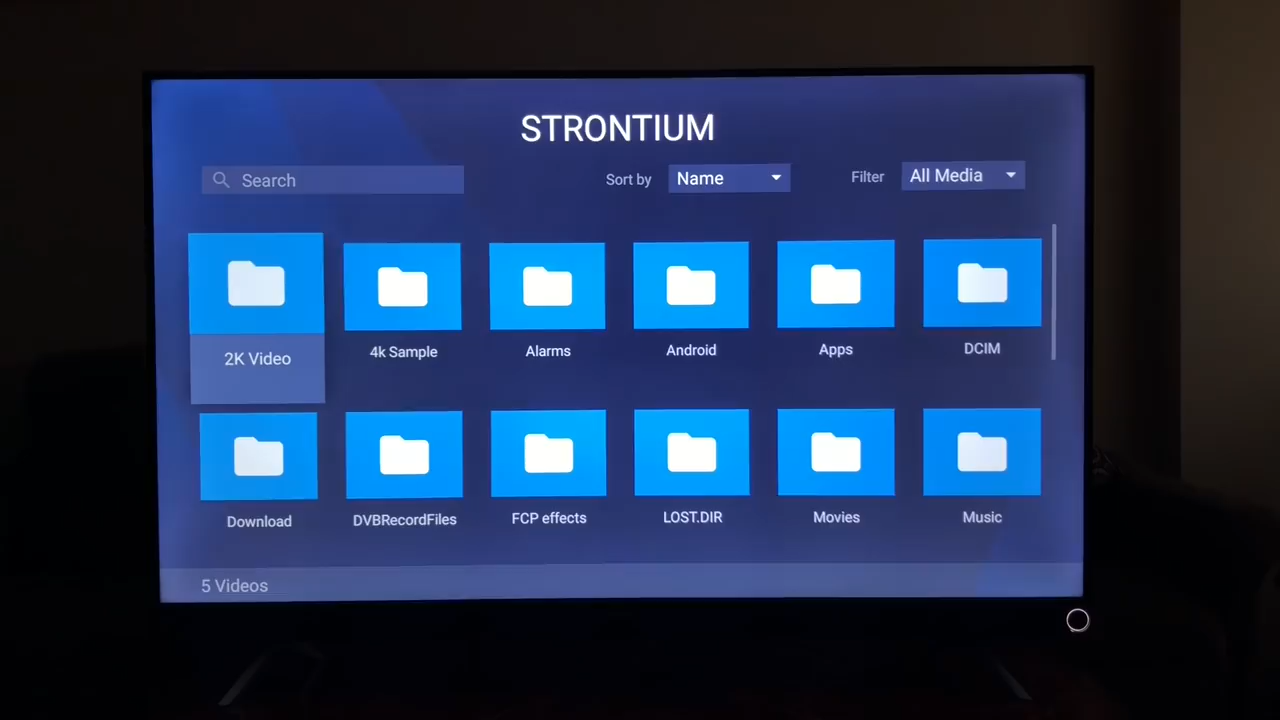 STRONTIUM
Search
Sort by Name
Filter All Media
2K Video
4k Sample
Alarms
Android
Apps
DCIM
Download
DVBRecordFiles
FCP effects
LOST.DIR
Movies
Music
5 Videos